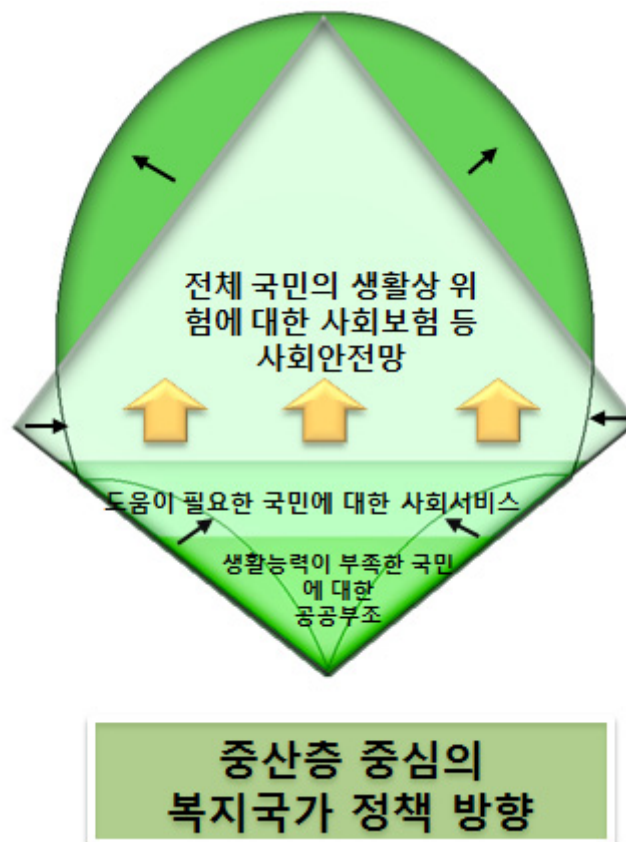 전체 국민의 생활상 위
험에 대한 사회보험 등
사회안전망
도움이 필요한 국민에 대한 사회서비스
생활능력이 부족한 국민
에 대한
공공부조
중산층 중심의
복지국가 정책 방향